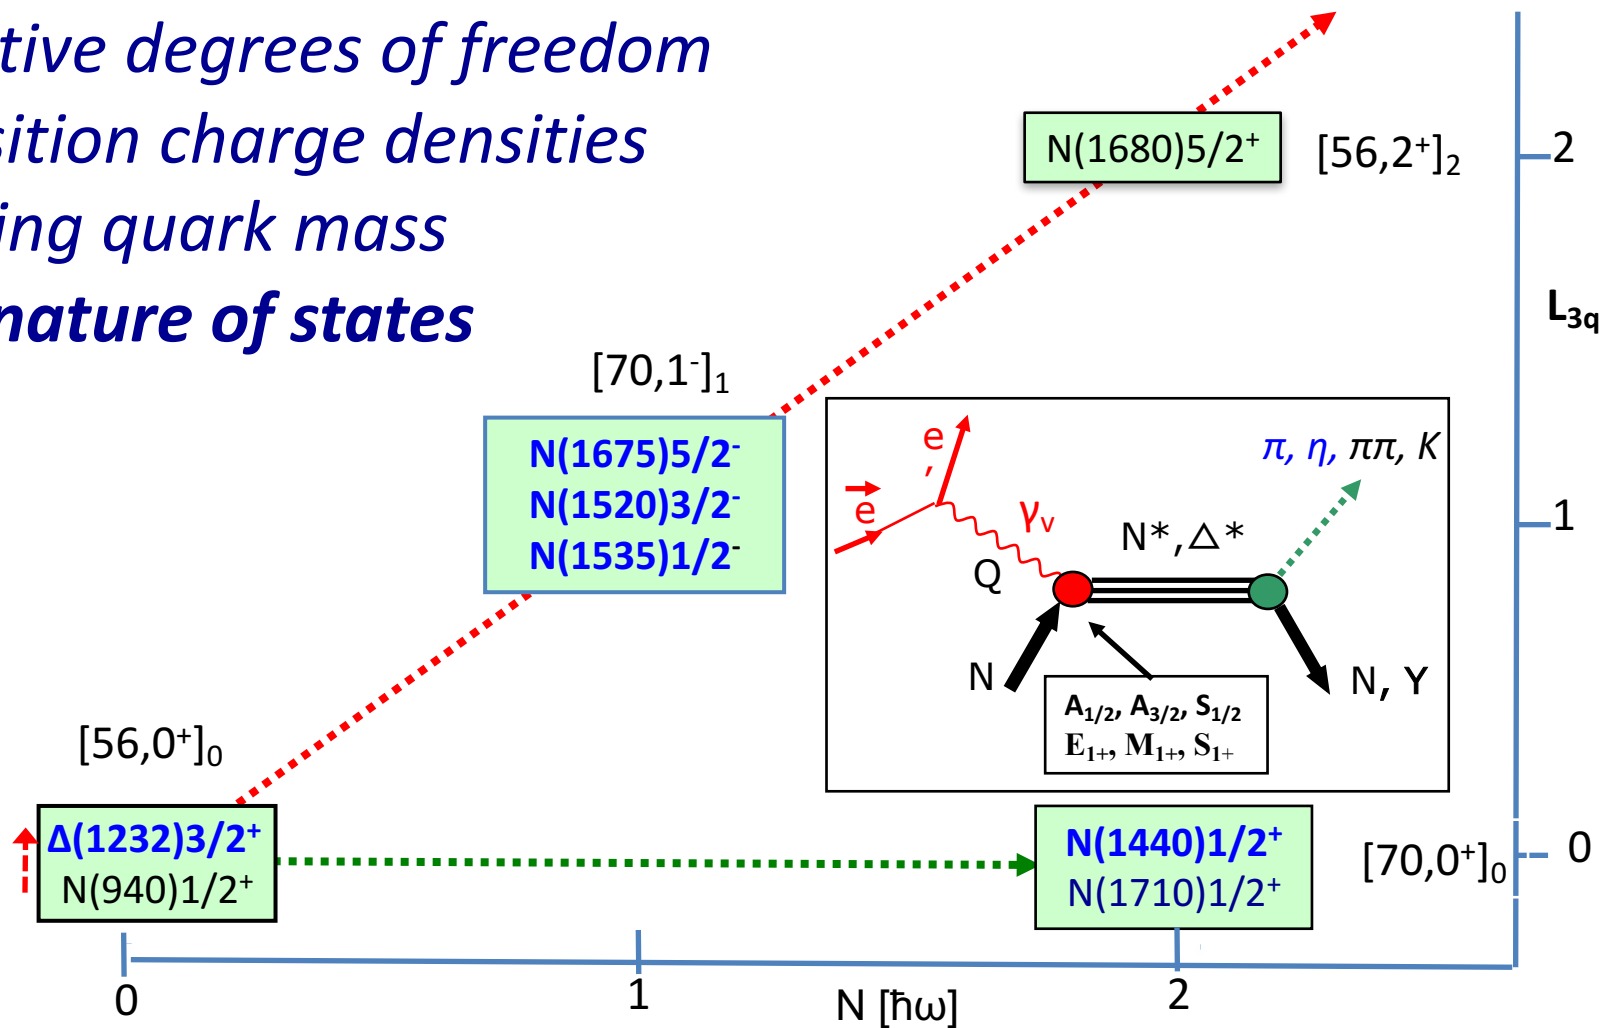 tive degrees of freedom
sition charge densities
ing quark mass
nature of states
N(1680)5/2⁺
[56,2⁺]₂
2
L₃q
[70,1⁻]₁
N(1675)5/2⁻
N(1520)3/2⁻
N(1535)1/2⁻
e
′
e
γᵥ
Q
N*,△*
π, η, ππ, K
N
N, Y
A₁/₂, A₃/₂, S₁/₂
E₁₊, M₁₊, S₁₊
1
[56,0⁺]₀
Δ(1232)3/2⁺
N(940)1/2⁺
N(1440)1/2⁺
N(1710)1/2⁺
[70,0⁺]₀
0
0
1
N [ħω]
2